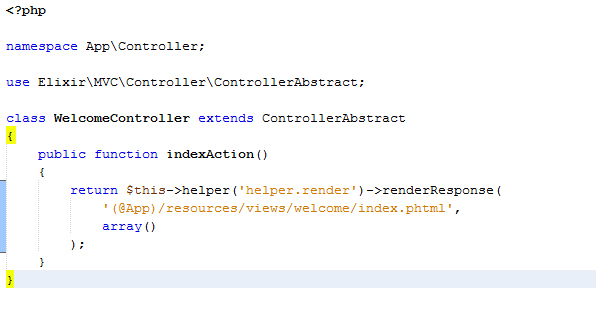 <?php
namespace App\Controller;
use Elixir\MVC\Controller\ControllerAbstract;
class WelcomeController extends ControllerAbstract
{
    public function indexAction()
    {
        return $this->helper('helper.render')->renderResponse(
            '(@App)/resources/views/welcome/index.phtml',
            array()
        );
    }
}